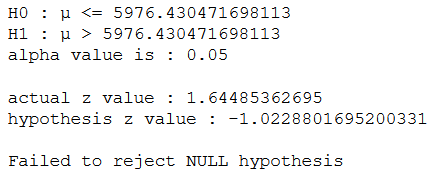 H0 : μ <= 5976.430471698113
H1 : μ > 5976.430471698113
alpha value is : 0.05
actual z value : 1.64485362695
hypothesis z value : -1.0228801695200331
Failed to reject NULL hypothesis